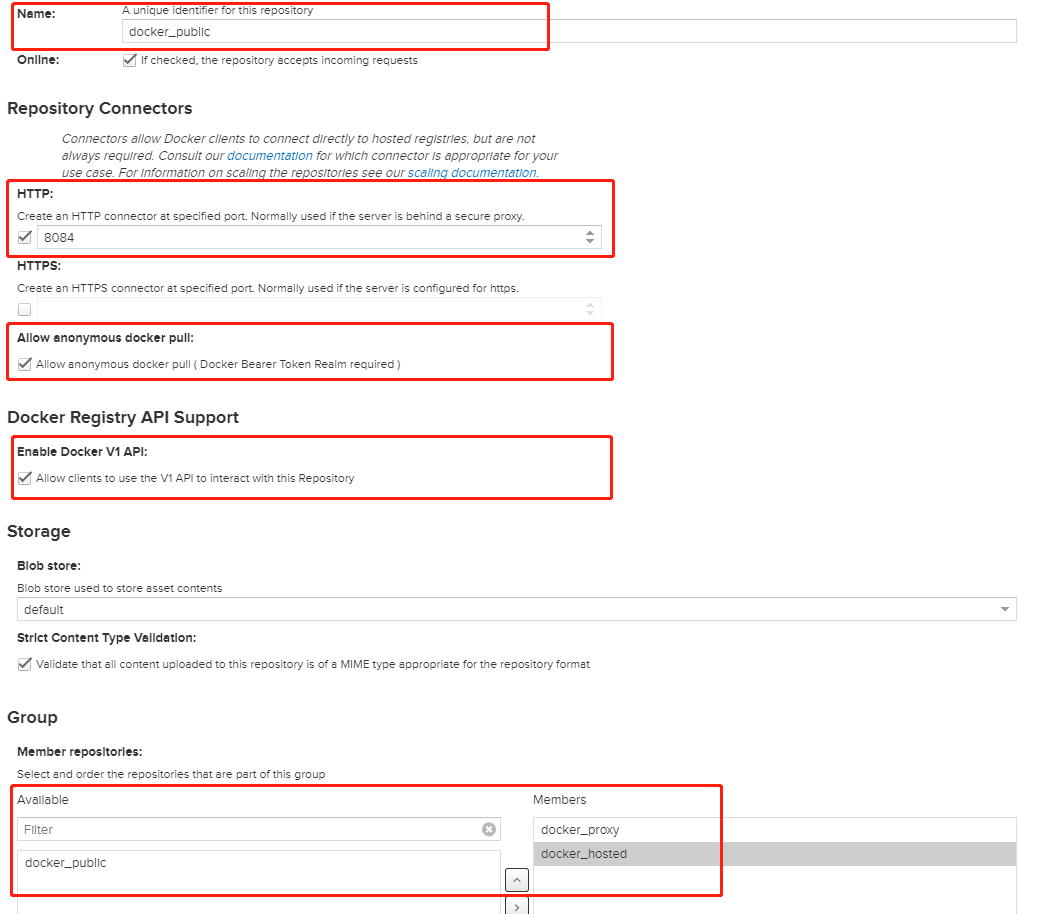 Name:
A unique identifier for this repository
docker_public
Online:
If checked, the repository accepts incoming requests
Repository Connectors
Connectors allow Docker clients to connect directly to hosted registries, but are not
always required. Consult our documentation for which connector is appropriate for your
use case. For information on scaling the repositories see our scaling documentation.
HTTP:
Create an HTTP connector at specified port. Normally used if the server is behind a secure proxy.
8084
HTTPS:
Create an HTTPS connector at specified port. Normally used if the server is configured for https.
Allow anonymous docker pull:
Allow anonymous docker pull ( Docker Bearer Token Realm required )
Docker Registry API Support
Enable Docker V1 API:
Allow clients to use the V1 API to interact with this Repository
Storage
Blob store:
Blob store used to store asset contents
default
Strict Content Type Validation:
Validate that all content uploaded to this repository is of a MIME type appropriate for the repository format
Group
Member repositories:
Select and order the repositories that are part of this group
Available
Members
Filter
docker_proxy
docker_hosted
docker_public